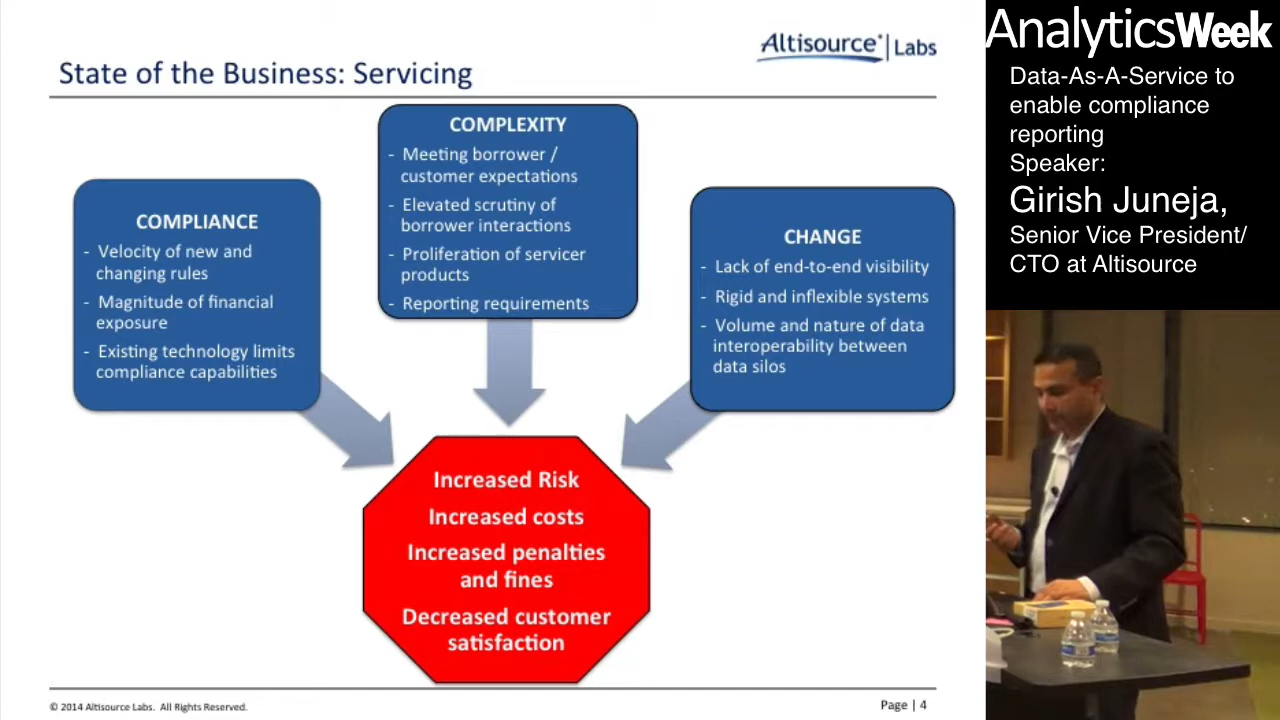 Altisource® | Labs
State of the Business: Servicing
COMPLEXITY
- Meeting borrower /
customer expectations
- Elevated scrutiny of
borrower interactions
- Proliferation of servicer
products
- Reporting requirements
COMPLIANCE
- Velocity of new and
changing rules
- Magnitude of financial
exposure
- Existing technology limits
compliance capabilities
CHANGE
- Lack of end-to-end visibility
- Rigid and inflexible systems
- Volume and nature of data
interoperability between
data silos
Increased Risk
Increased costs
Increased penalties
and fines
Decreased customer
satisfaction
© 2014 Altisource Labs. All Rights Reserved.
Page | 4
AnalyticsWeek
Data-As-A-Service to
enable compliance
reporting
Speaker:
Girish Juneja,
Senior Vice President/
CTO at Altisource